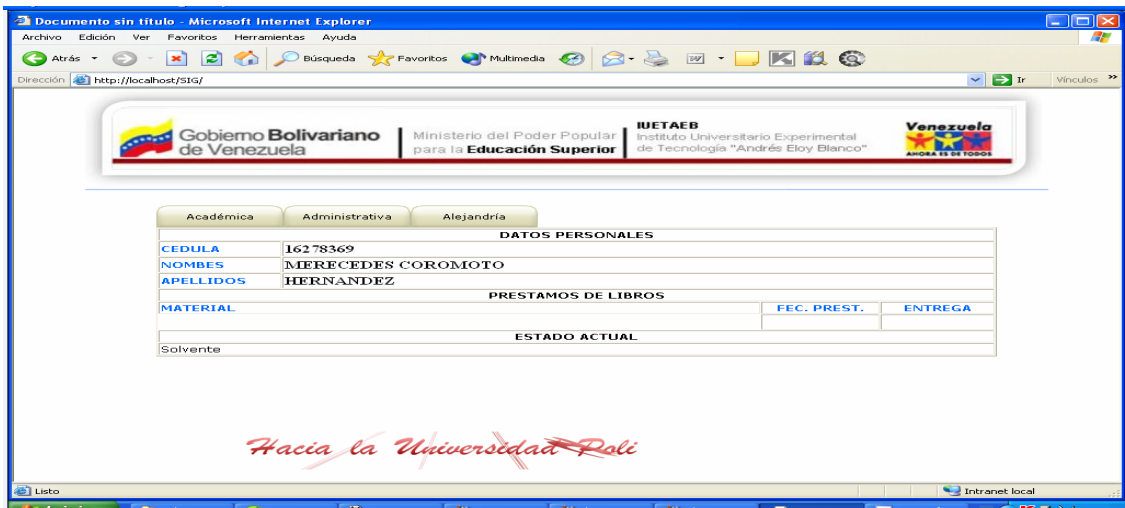 Documento sin título - Microsoft Internet Explorer
Archivo Edición Ver Favoritos Herramientas Ayuda
Atrás Búsqueda Favoritos Multimedia
Dirección http://localhost/SIG/ Ir Vínculos »
Gobierno Bolivariano
de Venezuela
Ministerio del Poder Popular
para la Educación Superior
IUETAEB
Instituto Universitario Experimental
de Tecnología "Andrés Eloy Blanco"
Venezuela
AHORA ES DE TODOS
Académica Administrativa Alejandría
DATOS PERSONALES
CEDULA 16278369
NOMBES MERECEDES COROMOTO
APELLIDOS HERNANDEZ
PRESTAMOS DE LIBROS
MATERIAL FEC. PREST. ENTREGA
ESTADO ACTUAL
Solvente
Hacia la Universidad Poli
Listo Intranet local